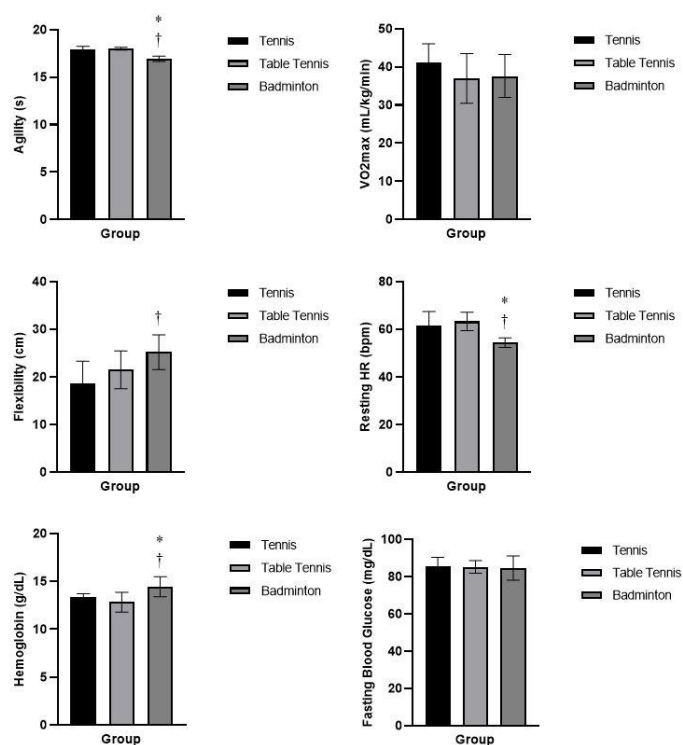 Agility (s)
20
15
10
5
0
*
†
Group
Tennis
Table Tennis
Badminton
VO2max (mL/kg/min)
50
40
30
20
10
0
Group
Tennis
Table Tennis
Badminton
Flexibility (cm)
40
30
20
10
0
†
Group
Tennis
Table Tennis
Badminton
Resting HR (bpm)
80
60
40
20
0
*
†
Group
Tennis
Table Tennis
Badminton
Hemoglobin (g/dL)
20
15
10
5
0
*
†
Group
Tennis
Table Tennis
Badminton
Fasting Blood Glucose (mg/dL)
100
80
60
40
20
0
Group
Tennis
Table Tennis
Badminton